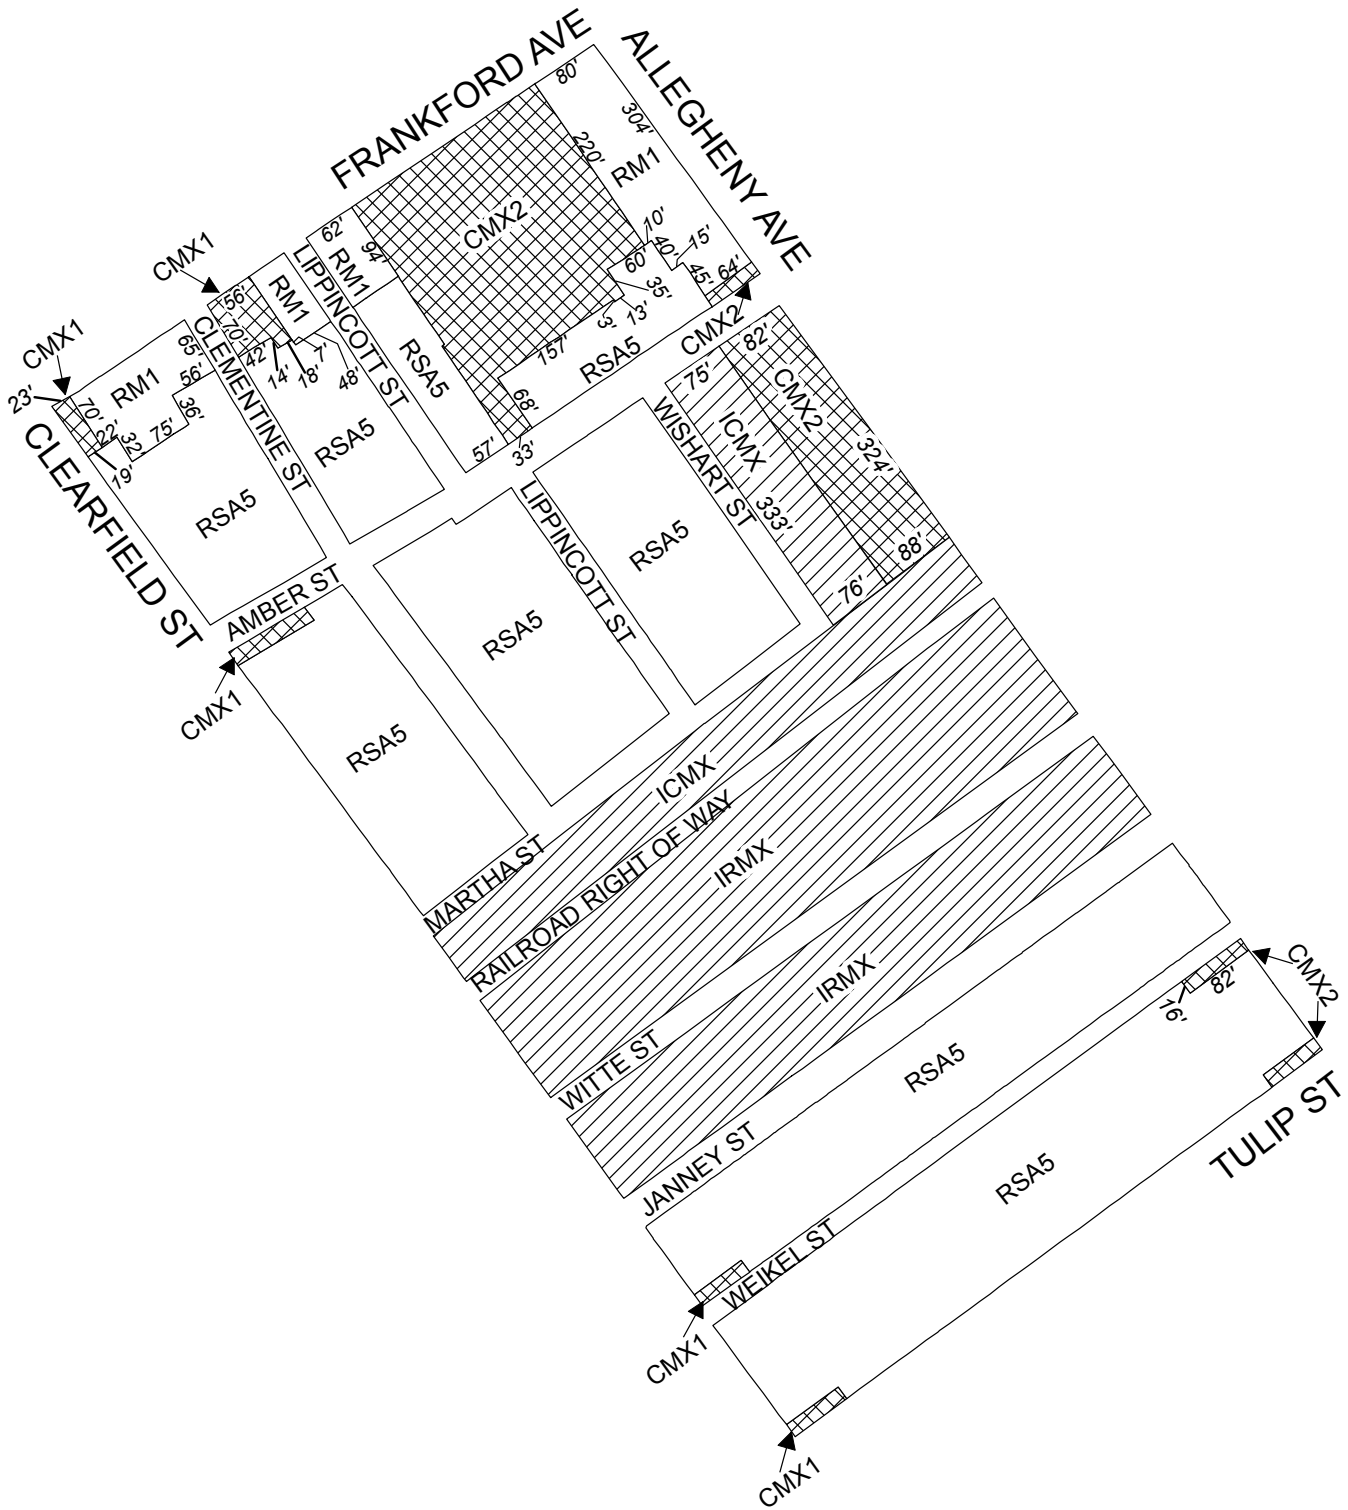 FRANKFORD AVE
ALLEGHENY AVE
80'
304'
220'
RM1
CMX2
CMX1
62'
94'
RM1
LIPPINCOTT ST
10'
40'
15'
60'
45'
64'
35'
13'
3'
CMX2
56'
RM1
70'
CLEMENTINE ST
42'
14'
18'
7'
48'
CMX1
23'
65'
RM1
56'
36'
70'
22'
32'
75'
19'
CLEARFIELD ST
RSA5
157'
RSA5
68'
57'
33'
RSA5
RSA5
82'
75'
CMX2
ICMX
WISHART ST
324'
333'
88'
76'
LIPPINCOTT ST
RSA5
AMBER ST
RSA5
CMX1
RSA5
ICMX
MARTHA ST
RAILROAD RIGHT OF WAY
IRMX
IRMX
WITTE ST
CMX2
82'
16'
RSA5
JANNEY ST
TULIP ST
RSA5
WEIKEL ST
CMX1
CMX1